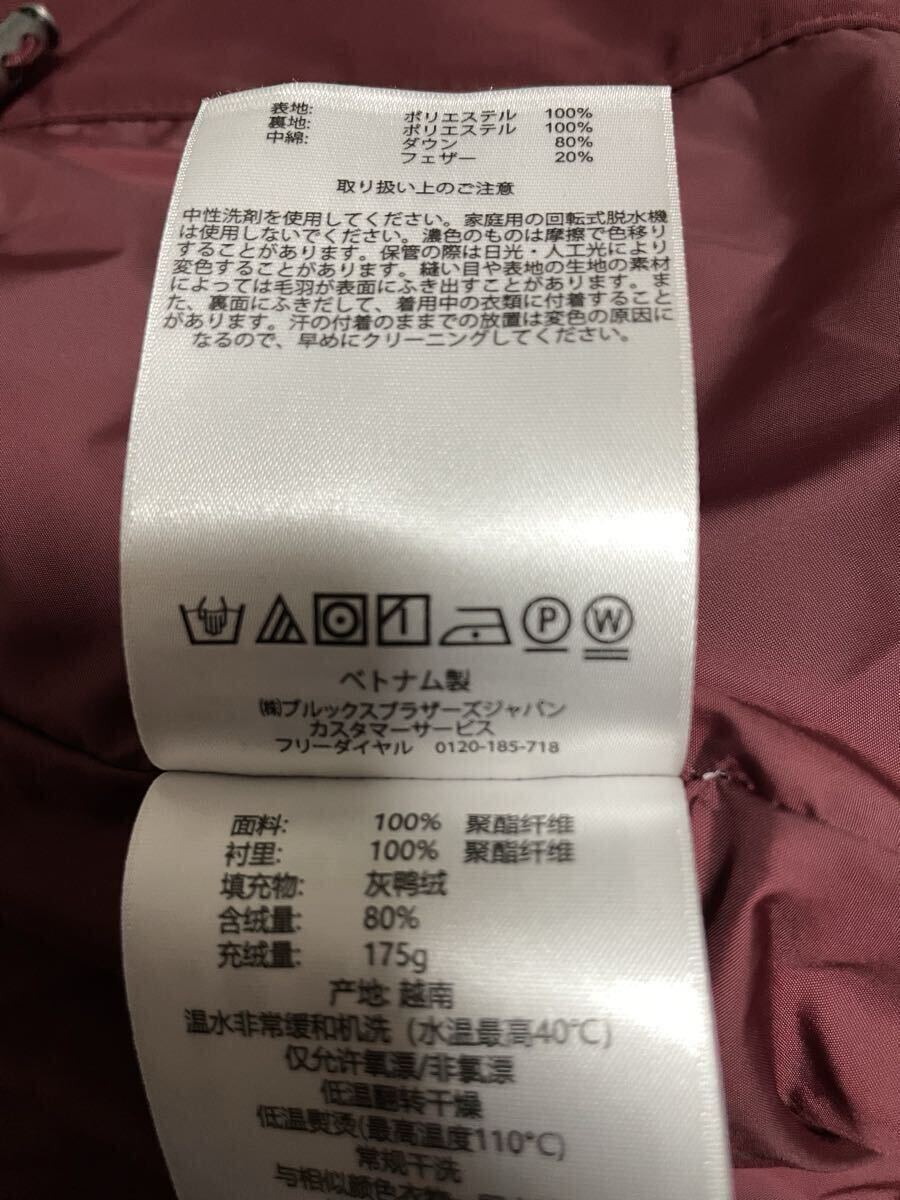 表地: ポリエステル 100%
裏地: ポリエステル 100%
中綿: ダウン 80%
フェザー 20%
取り扱い上のご注意
中性洗剤を使用してください。家庭用の回転式脱水機
は使用しないでください。濃色のものは摩擦で色移り
することがあります。保管の際は日光・人工光により
変色することがあります。縫い目や表地の生地の素材
によっては毛羽が表面にふき出すことがあります。ま
た、裏面にふきだして、着用中の衣類に付着すること
があります。汗の付着のままでの放置は変色の原因に
なるので、早めにクリーニングしてください。
P W
ベトナム製
㈱ブルックスブラザーズジャパン
カスタマーサービス
フリーダイヤル 0120-185-718
面料: 100% 聚酯纤维
衬里: 100% 聚酯纤维
填充物: 灰鸭绒
含绒量: 80%
充绒量: 175g
产地: 越南
温水非常缓和机洗 (水温最高40°C)
仅允许氧漂/非氯漂
低温翻转干燥
低温熨烫(最高温度110°C)
常规干洗
与相似颜色衣